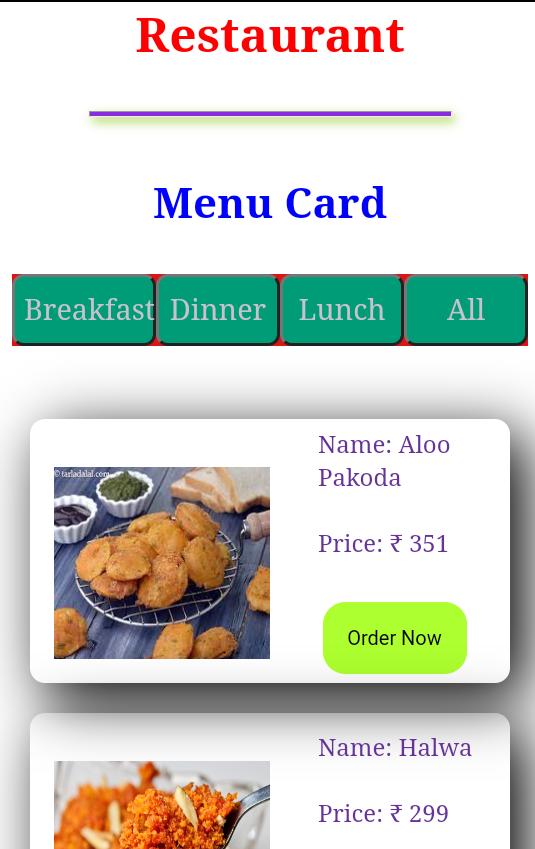 Restaurant
Menu Card
Breakfast Dinner Lunch All
© tarladalal.com
Name: Aloo
Pakoda
Price: ₹ 351
Order Now
Name: Halwa
Price: ₹ 299